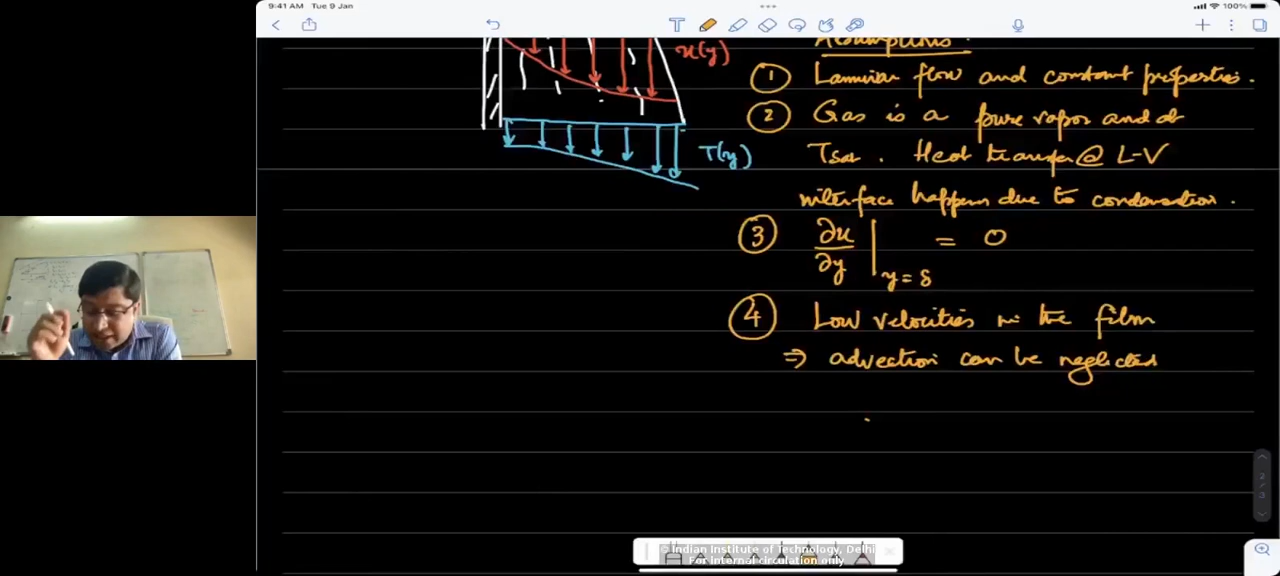 9:41 AM Tue 9 Jan
100%
T
u(y)
T(y)
Assumptions.
1 Laminar flow and constant properties.
2 Gas is a pure vapor and at
Tsat. Heat transfer @ L-V
interface happens due to condensation.
3 ∂u/∂y |y=δ = 0
4 Low velocities in the film
⇒ advection can be neglected
2/3
© Indian Institute of Technology, Delhi
For Internal circulation only